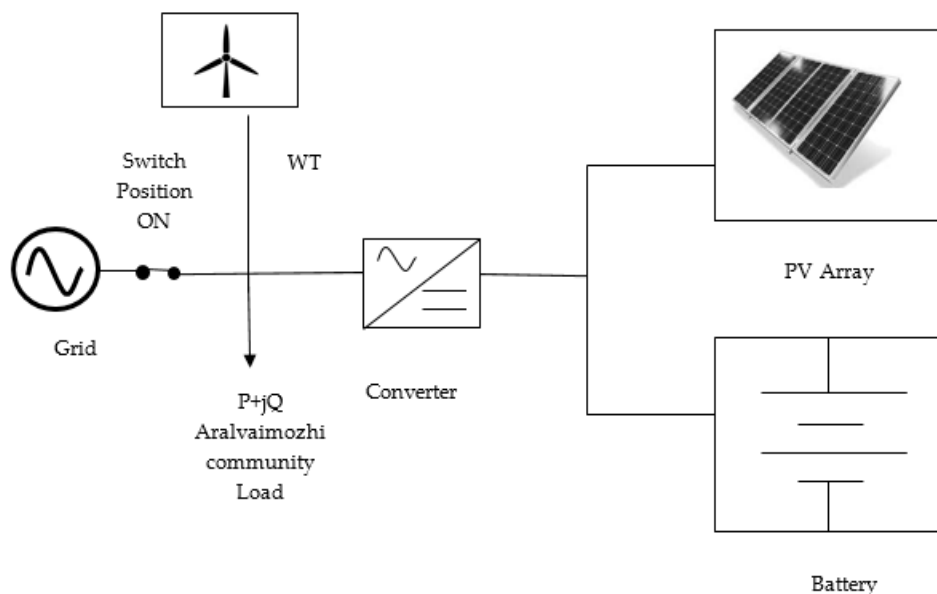 WT
Switch
Position
ON
Grid
P+jQ
Aralvaimozhi
community
Load
Converter
PV Array
Battery